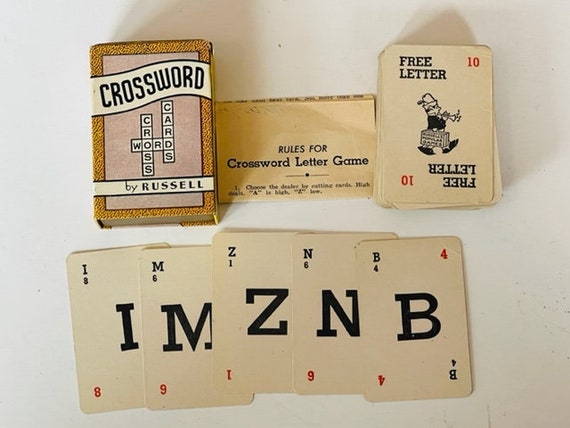 CROSSWORD
CARDS
CROSS
WORD
by RUSSELL
RULES FOR
Crossword Letter Game
1. Choose the dealer by cutting cards. High
deals. "A" is high, "Z" low.
FREE
LETTER
10
10
FREE
LETTER
I
8
I
8
M
6
M
6
Z
1
Z
1
N
6
N
6
B
4
4
B
4
B
4